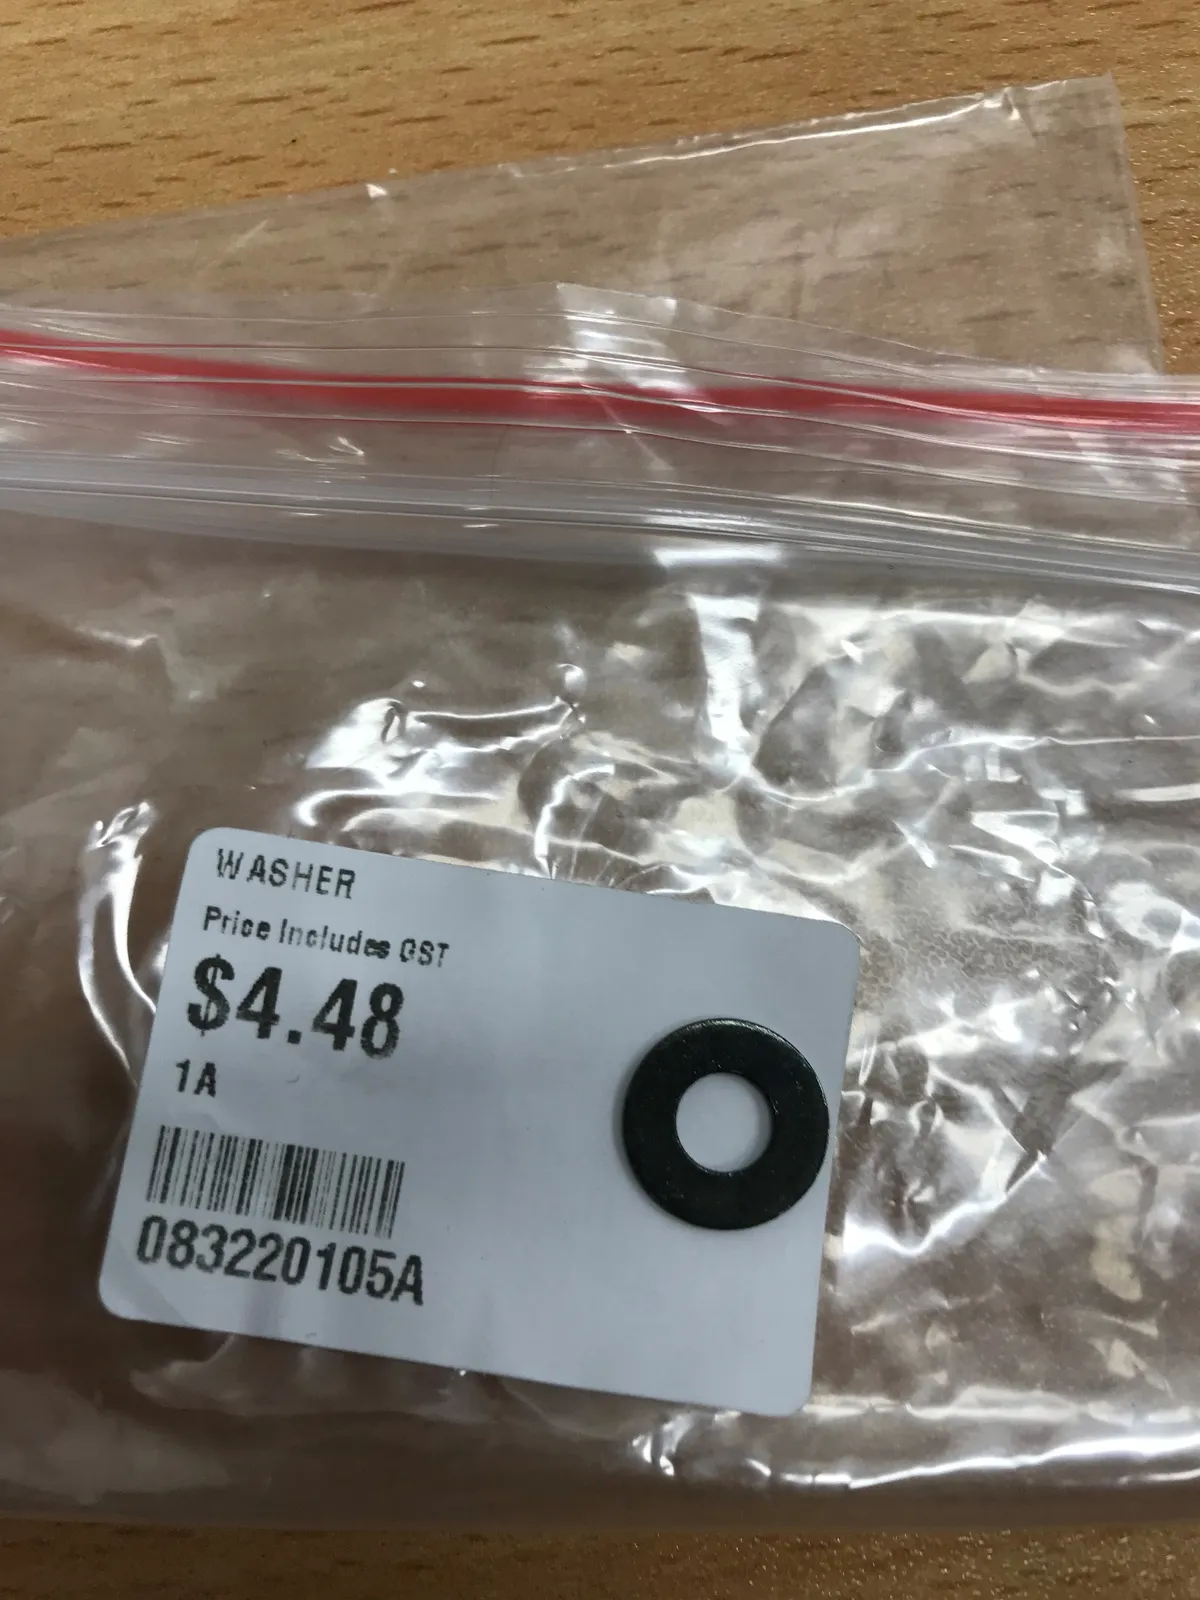 WASHER
Price Includes GST
$4.48
1A
083220105A